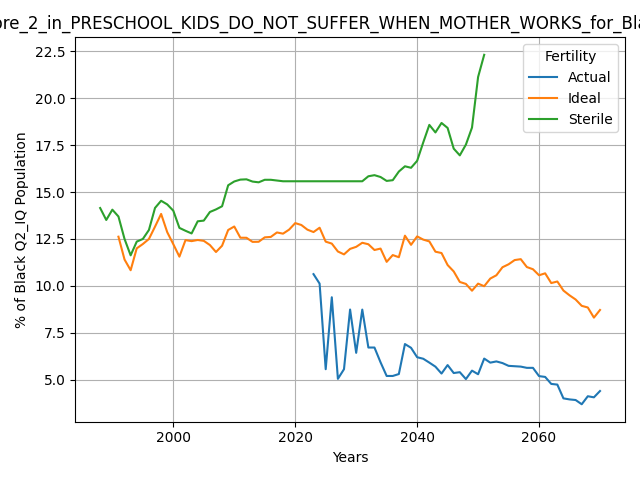 ore_2_in_PRESCHOOL_KIDS_DO_NOT_SUFFER_WHEN_MOTHER_WORKS_for_Bla
Fertility
Actual
Ideal
Sterile
% of Black Q2_IQ Population
22.5
20.0
17.5
15.0
12.5
10.0
7.5
5.0
2000
2020
2040
2060
Years